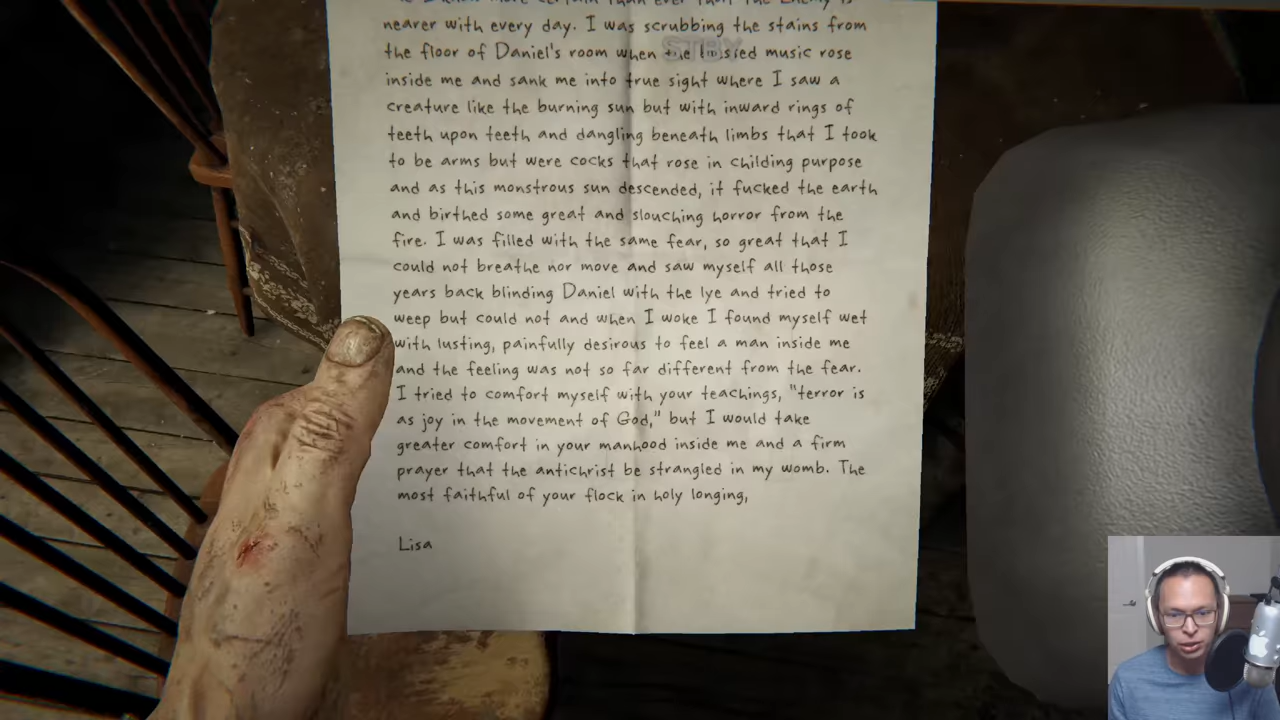 nearer with every day. I was scrubbing the stains from
the floor of Daniel's room when the blessed music rose
inside me and sank me into true sight where I saw a
creature like the burning sun but with inward rings of
teeth upon teeth and dangling beneath limbs that I took
to be arms but were cocks that rose in childing purpose
and as this monstrous sun descended, it fucked the earth
and birthed some great and slouching horror from the
fire. I was filled with the same fear, so great that I
could not breathe nor move and saw myself all those
years back blinding Daniel with the lye and tried to
weep but could not and when I woke I found myself wet
with lusting, painfully desirous to feel a man inside me
and the feeling was not so far different from the fear.
I tried to comfort myself with your teachings, "terror is
as joy in the movement of God," but I would take
greater comfort in your manhood inside me and a firm
prayer that the antichrist be strangled in my womb. The
most faithful of your flock in holy longing,
Lisa
STBY